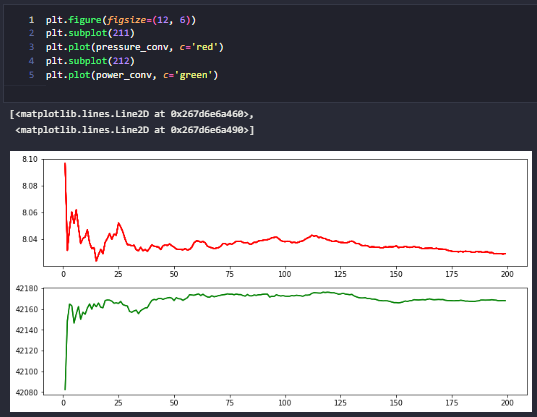 1 plt.figure(figsize=(12, 6))
2 plt.subplot(211)
3 plt.plot(pressure_conv, c='red')
4 plt.subplot(212)
5 plt.plot(power_conv, c='green')
[<matplotlib.lines.Line2D at 0x267d6e6a460>,
<matplotlib.lines.Line2D at 0x267d6e6a490>]
8.10
8.08
8.06
8.04
0 25 50 75 100 125 150 175 200
42180
42160
42140
42120
42100
42080
0 25 50 75 100 125 150 175 200